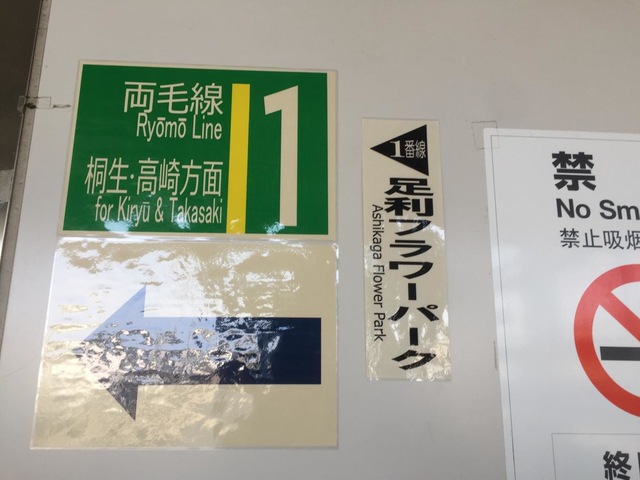 両毛線
Ryōmō Line
桐生・高崎方面
for Kiryū & Takasaki
1
1番線
足利フラワーパーク
Ashikaga Flower Park
禁
No Sm
禁止吸烟
終